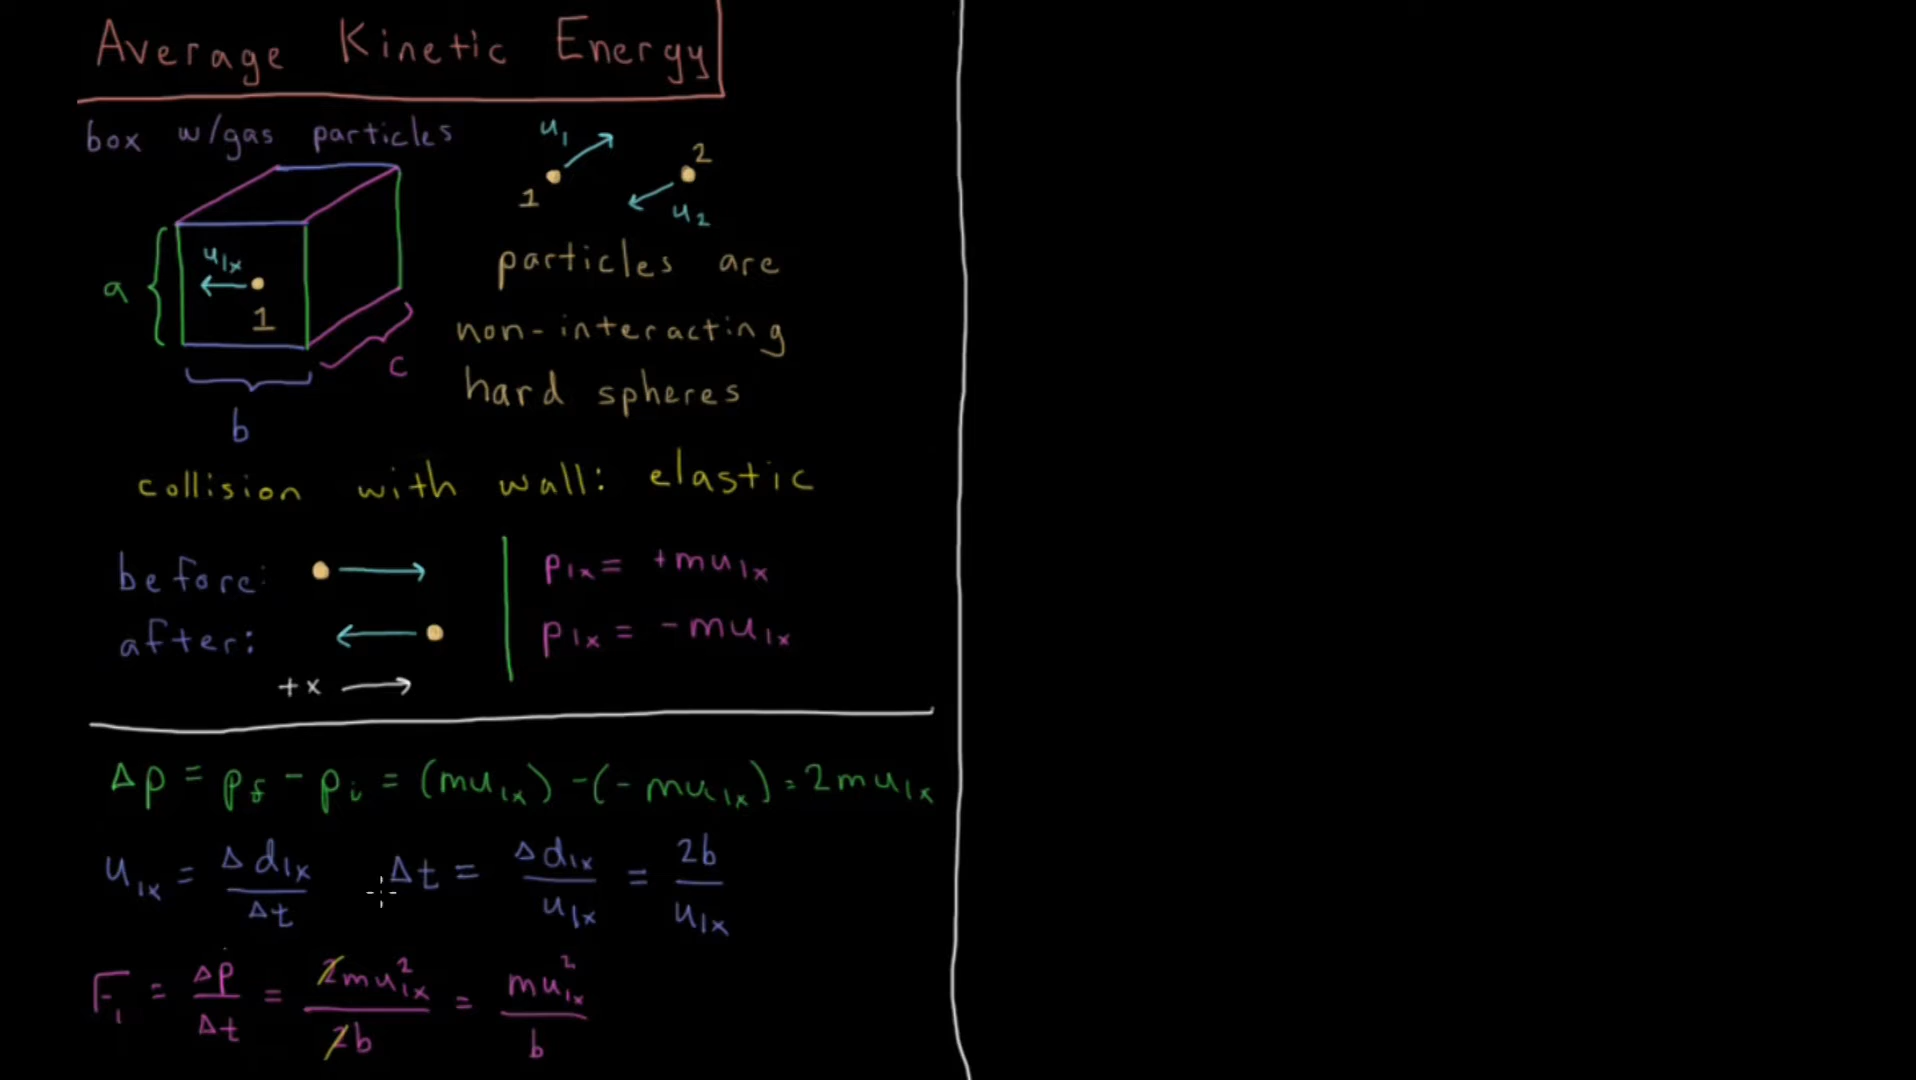 Average Kinetic Energy
box w/gas particles
u₁
1
2
u₂
u₁ₓ
1
a
b
c
particles are
non-interacting
hard spheres
collision with wall: elastic
before: p₁ₓ = +mu₁ₓ
after: p₁ₓ = -mu₁ₓ
+x
Δp = p_f - p_i = (mu₁ₓ) - (-mu₁ₓ) = 2mu₁ₓ
u₁ₓ = Δd₁ₓ/Δt Δt = Δd₁ₓ/u₁ₓ = 2b/u₁ₓ
F₁ = Δp/Δt = 2mu₁ₓ²/2b = mu₁ₓ²/b